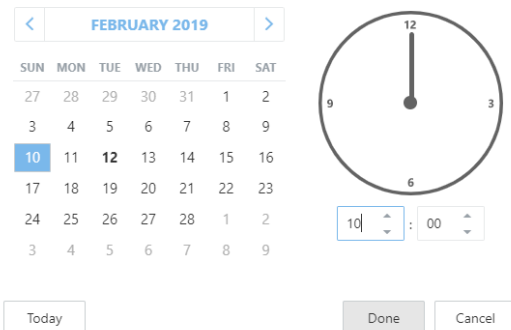 < FEBRUARY 2019 >
SUN MON TUE WED THU FRI SAT
27 28 29 30 31 1 2
3 4 5 6 7 8 9
10 11 12 13 14 15 16
17 18 19 20 21 22 23
24 25 26 27 28 1 2
3 4 5 6 7 8 9
12
9 3
6
10 : 00
Today Done Cancel